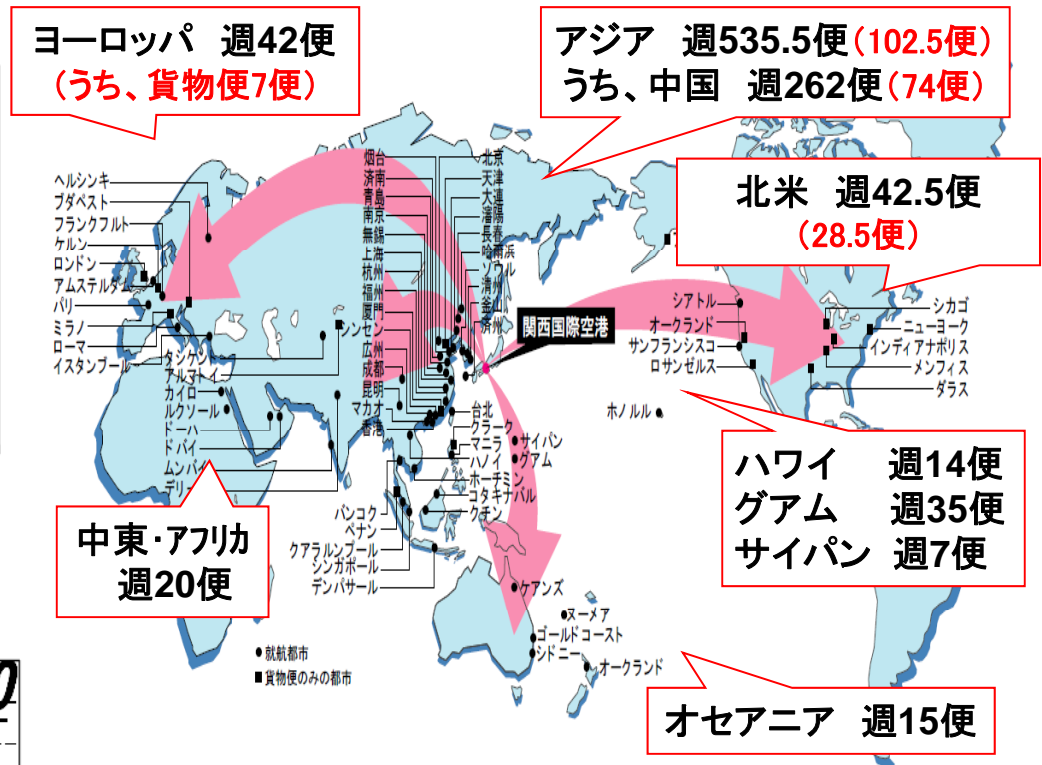 ヨーロッパ 週42便
(うち、貨物便7便)
アジア 週535.5便(102.5便)
うち、中国 週262便(74便)
北米 週42.5便
(28.5便)
ヘルシンキ
ブダペスト
フランクフルト
ケルン
ロンドン
アムステルダム
パリ
ミラノ
ローマ
イスタンブール
タシケント
アルマトイ
カイロ
ルクソール
ドーハ
ドバイ
ムンバイ
デリー
烟台
済南
青島
南京
無錫
上海
杭州
福州
厦門
シンセン
広州
成都
昆明
マカオ
香港
北京
天津
大連
瀋陽
長春
哈爾浜
ソウル
清州
釜山
済州
関西国際空港
台北
クラーク
マニラ
ハノイ
ホーチミン
コタキナバル
クチン
サイパン
グアム
バンコク
ペナン
クアラルンプール
シンガポール
デンパサール
シアトル
オークランド
サンフランシスコ
ロサンゼルス
シカゴ
ニューヨーク
インディアナポリス
メンフィス
ダラス
ホノルル
ハワイ 週14便
グアム 週35便
サイパン 週7便
中東・アフリカ
週20便
ケアンズ
ヌーメア
ゴールドコースト
シドニー
オークランド
●就航都市
■貨物便のみの都市
オセアニア 週15便